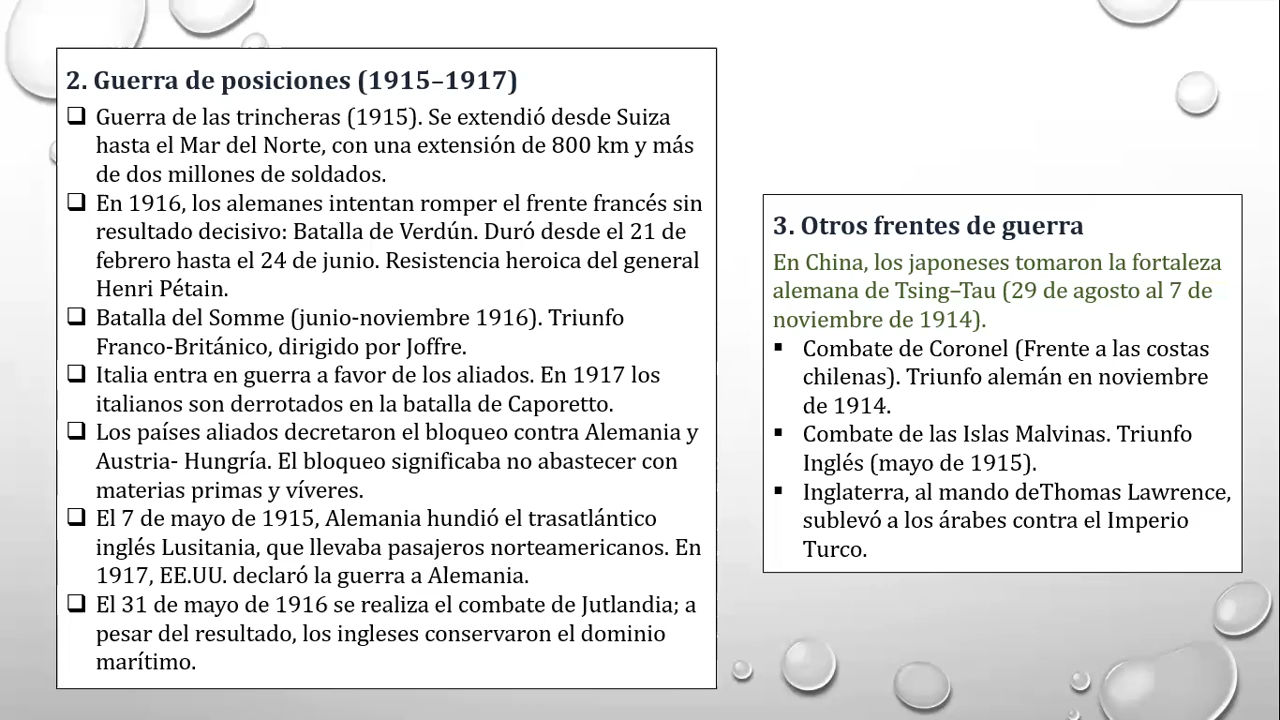 2. Guerra de posiciones (1915–1917)
❑ Guerra de las trincheras (1915). Se extendió desde Suiza
hasta el Mar del Norte, con una extensión de 800 km y más
de dos millones de soldados.
❑ En 1916, los alemanes intentan romper el frente francés sin
resultado decisivo: Batalla de Verdún. Duró desde el 21 de
febrero hasta el 24 de junio. Resistencia heroica del general
Henri Pétain.
❑ Batalla del Somme (junio-noviembre 1916). Triunfo
Franco-Británico, dirigido por Joffre.
❑ Italia entra en guerra a favor de los aliados. En 1917 los
italianos son derrotados en la batalla de Caporetto.
❑ Los países aliados decretaron el bloqueo contra Alemania y
Austria- Hungría. El bloqueo significaba no abastecer con
materias primas y víveres.
❑ El 7 de mayo de 1915, Alemania hundió el trasatlántico
inglés Lusitania, que llevaba pasajeros norteamericanos. En
1917, EE.UU. declaró la guerra a Alemania.
❑ El 31 de mayo de 1916 se realiza el combate de Jutlandia; a
pesar del resultado, los ingleses conservaron el dominio
marítimo.
3. Otros frentes de guerra
En China, los japoneses tomaron la fortaleza
alemana de Tsing–Tau (29 de agosto al 7 de
noviembre de 1914).
▪ Combate de Coronel (Frente a las costas
chilenas). Triunfo alemán en noviembre
de 1914.
▪ Combate de las Islas Malvinas. Triunfo
Inglés (mayo de 1915).
▪ Inglaterra, al mando deThomas Lawrence,
sublevó a los árabes contra el Imperio
Turco.